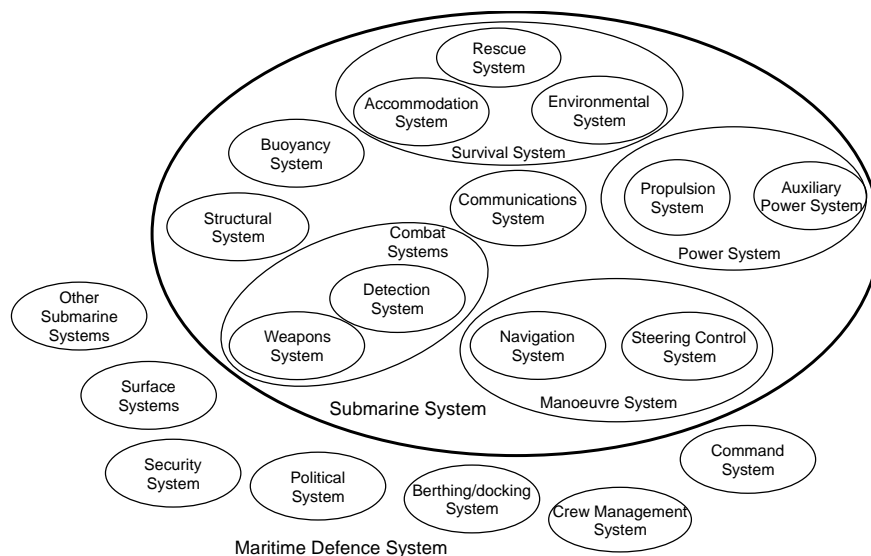 Rescue
System
Accommodation
System
Environmental
System
Survival System
Buoyancy
System
Communications
System
Propulsion
System
Auxiliary
Power System
Power System
Structural
System
Combat
Systems
Detection
System
Weapons
System
Navigation
System
Steering Control
System
Manoeuvre System
Submarine System
Other
Submarine
Systems
Surface
Systems
Security
System
Political
System
Berthing/docking
System
Crew Management
System
Command
System
Maritime Defence System